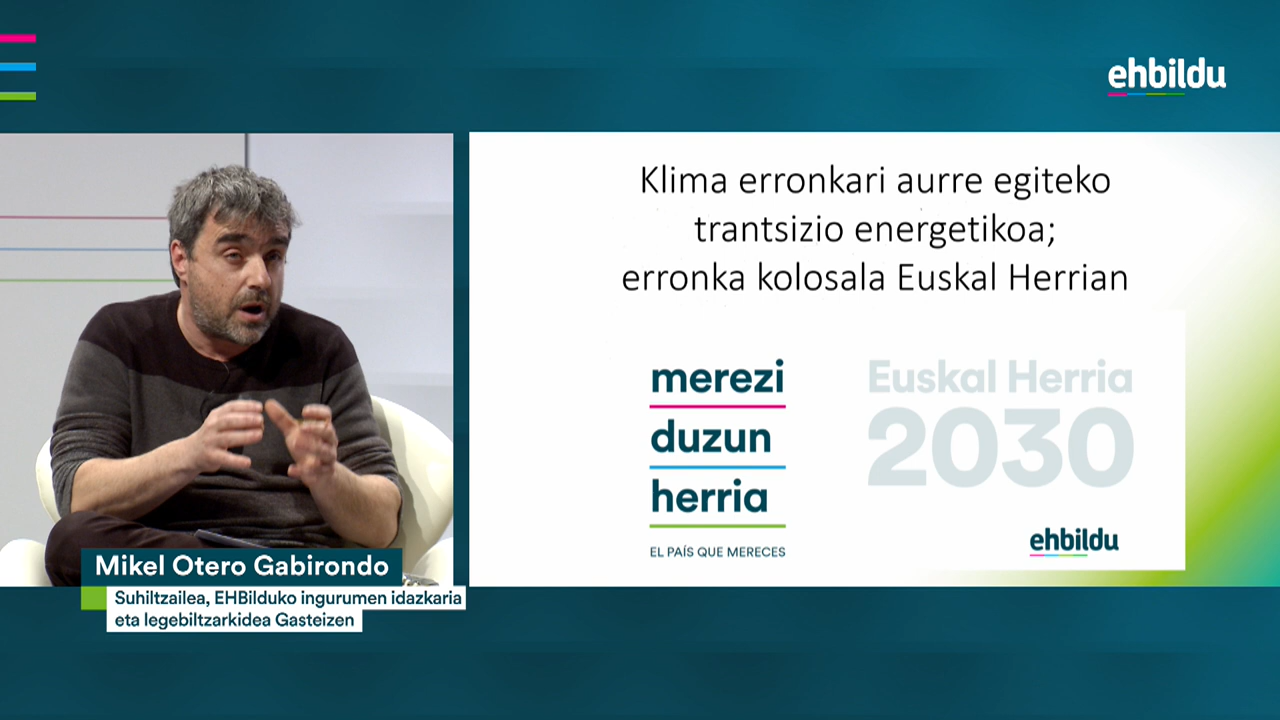 ehbildu
Klima erronkari aurre egiteko
trantsizio energetikoa;
erronka kolosala Euskal Herrian
merezi
duzun
herria
EL PAÍS QUE MERECES
Euskal Herria
2030
ehbildu
Mikel Otero Gabirondo
Suhiltzailea, EHBilduko ingurumen idazkaria
eta legebiltzarkidea Gasteizen